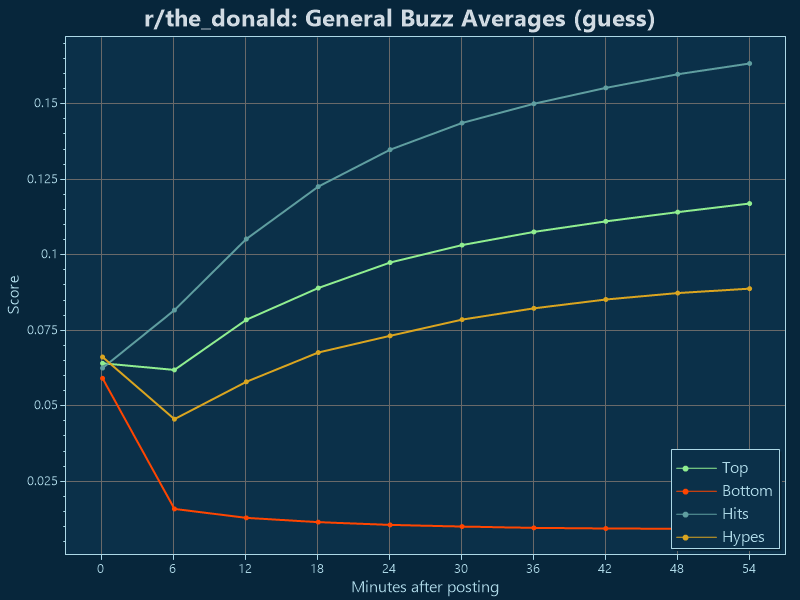 r/the_donald: General Buzz Averages (guess)
0.15
0.125
0.1
0.075
0.05
0.025
Score
0 6 12 18 24 30 36 42 48 54
Minutes after posting
Top
Bottom
Hits
Hypes